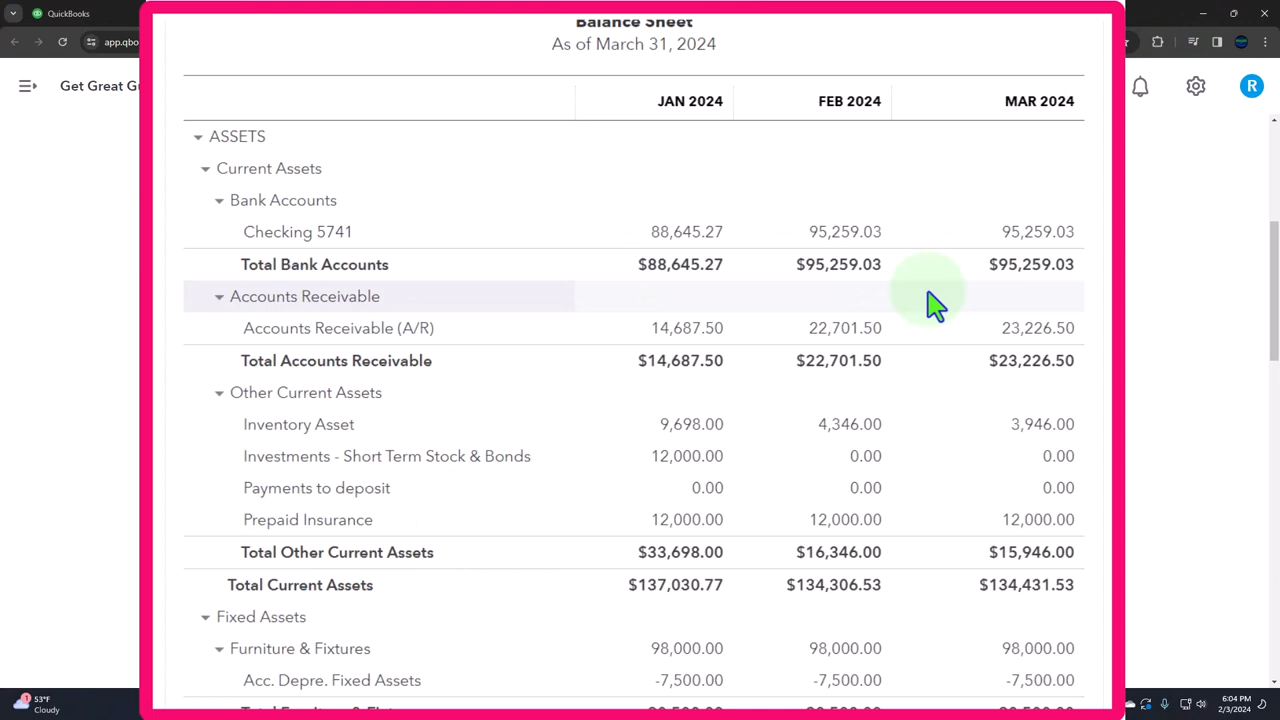 QuickBooks
app.qbo
Get Great G
R
Balance Sheet
As of March 31, 2024
JAN 2024 FEB 2024 MAR 2024
ASSETS
Current Assets
Bank Accounts
Checking 5741 88,645.27 95,259.03 95,259.03
Total Bank Accounts $88,645.27 $95,259.03 $95,259.03
Accounts Receivable
Accounts Receivable (A/R) 14,687.50 22,701.50 23,226.50
Total Accounts Receivable $14,687.50 $22,701.50 $23,226.50
Other Current Assets
Inventory Asset 9,698.00 4,346.00 3,946.00
Investments - Short Term Stock & Bonds 12,000.00 0.00 0.00
Payments to deposit 0.00 0.00 0.00
Prepaid Insurance 12,000.00 12,000.00 12,000.00
Total Other Current Assets $33,698.00 $16,346.00 $15,946.00
Total Current Assets $137,030.77 $134,306.53 $134,431.53
Fixed Assets
Furniture & Fixtures 98,000.00 98,000.00 98,000.00
Acc. Depre. Fixed Assets -7,500.00 -7,500.00 -7,500.00
1
53°F
Cloudy
6:04 PM
2/3/2024